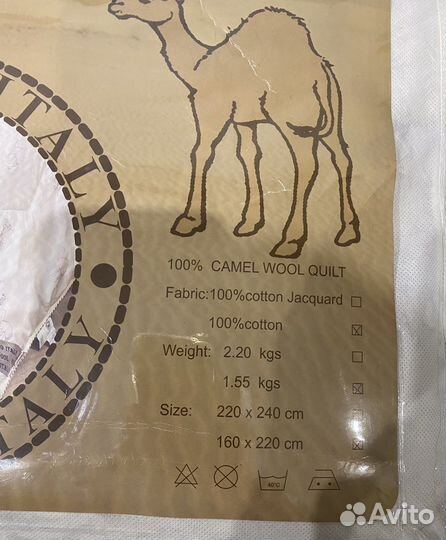 ITALY
ITALY
100% CAMEL WOOL QUILT
Fabric:100%cotton Jacquard
100%cotton
Weight: 2.20 kgs
1.55 kgs
Size: 220 x 240 cm
160 x 220 cm
40°C
Avito